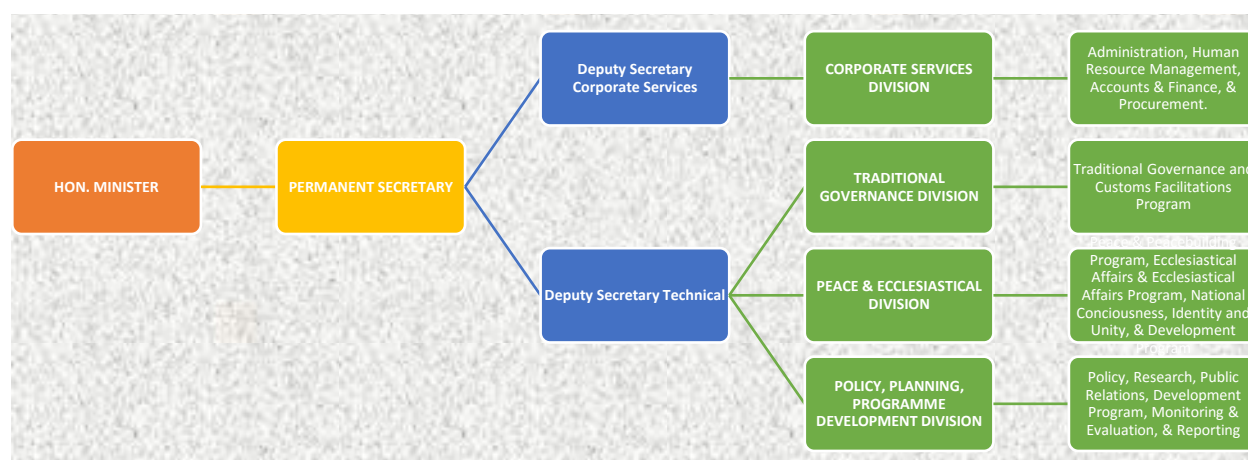 HON. MINISTER
PERMANENT SECRETARY
Deputy Secretary
Corporate Services
Deputy Secretary Technical
CORPORATE SERVICES
DIVISION
TRADITIONAL
GOVERNANCE DIVISION
PEACE & ECCLESIASTICAL
DIVISION
POLICY, PLANNING,
PROGRAMME
DEVELOPMENT DIVISION
Administration, Human
Resource Management,
Accounts & Finance, &
Procurement.
Traditional Governance and
Customs Facilitations
Program
Peace & Peacebuilding
Program, Ecclesiastical
Affairs & Ecclesiastical
Affairs Program, National
Conciousness, Identity and
Unity, & Development
Program
Policy, Research, Public
Relations, Development
Program, Monitoring &
Evaluation, & Reporting